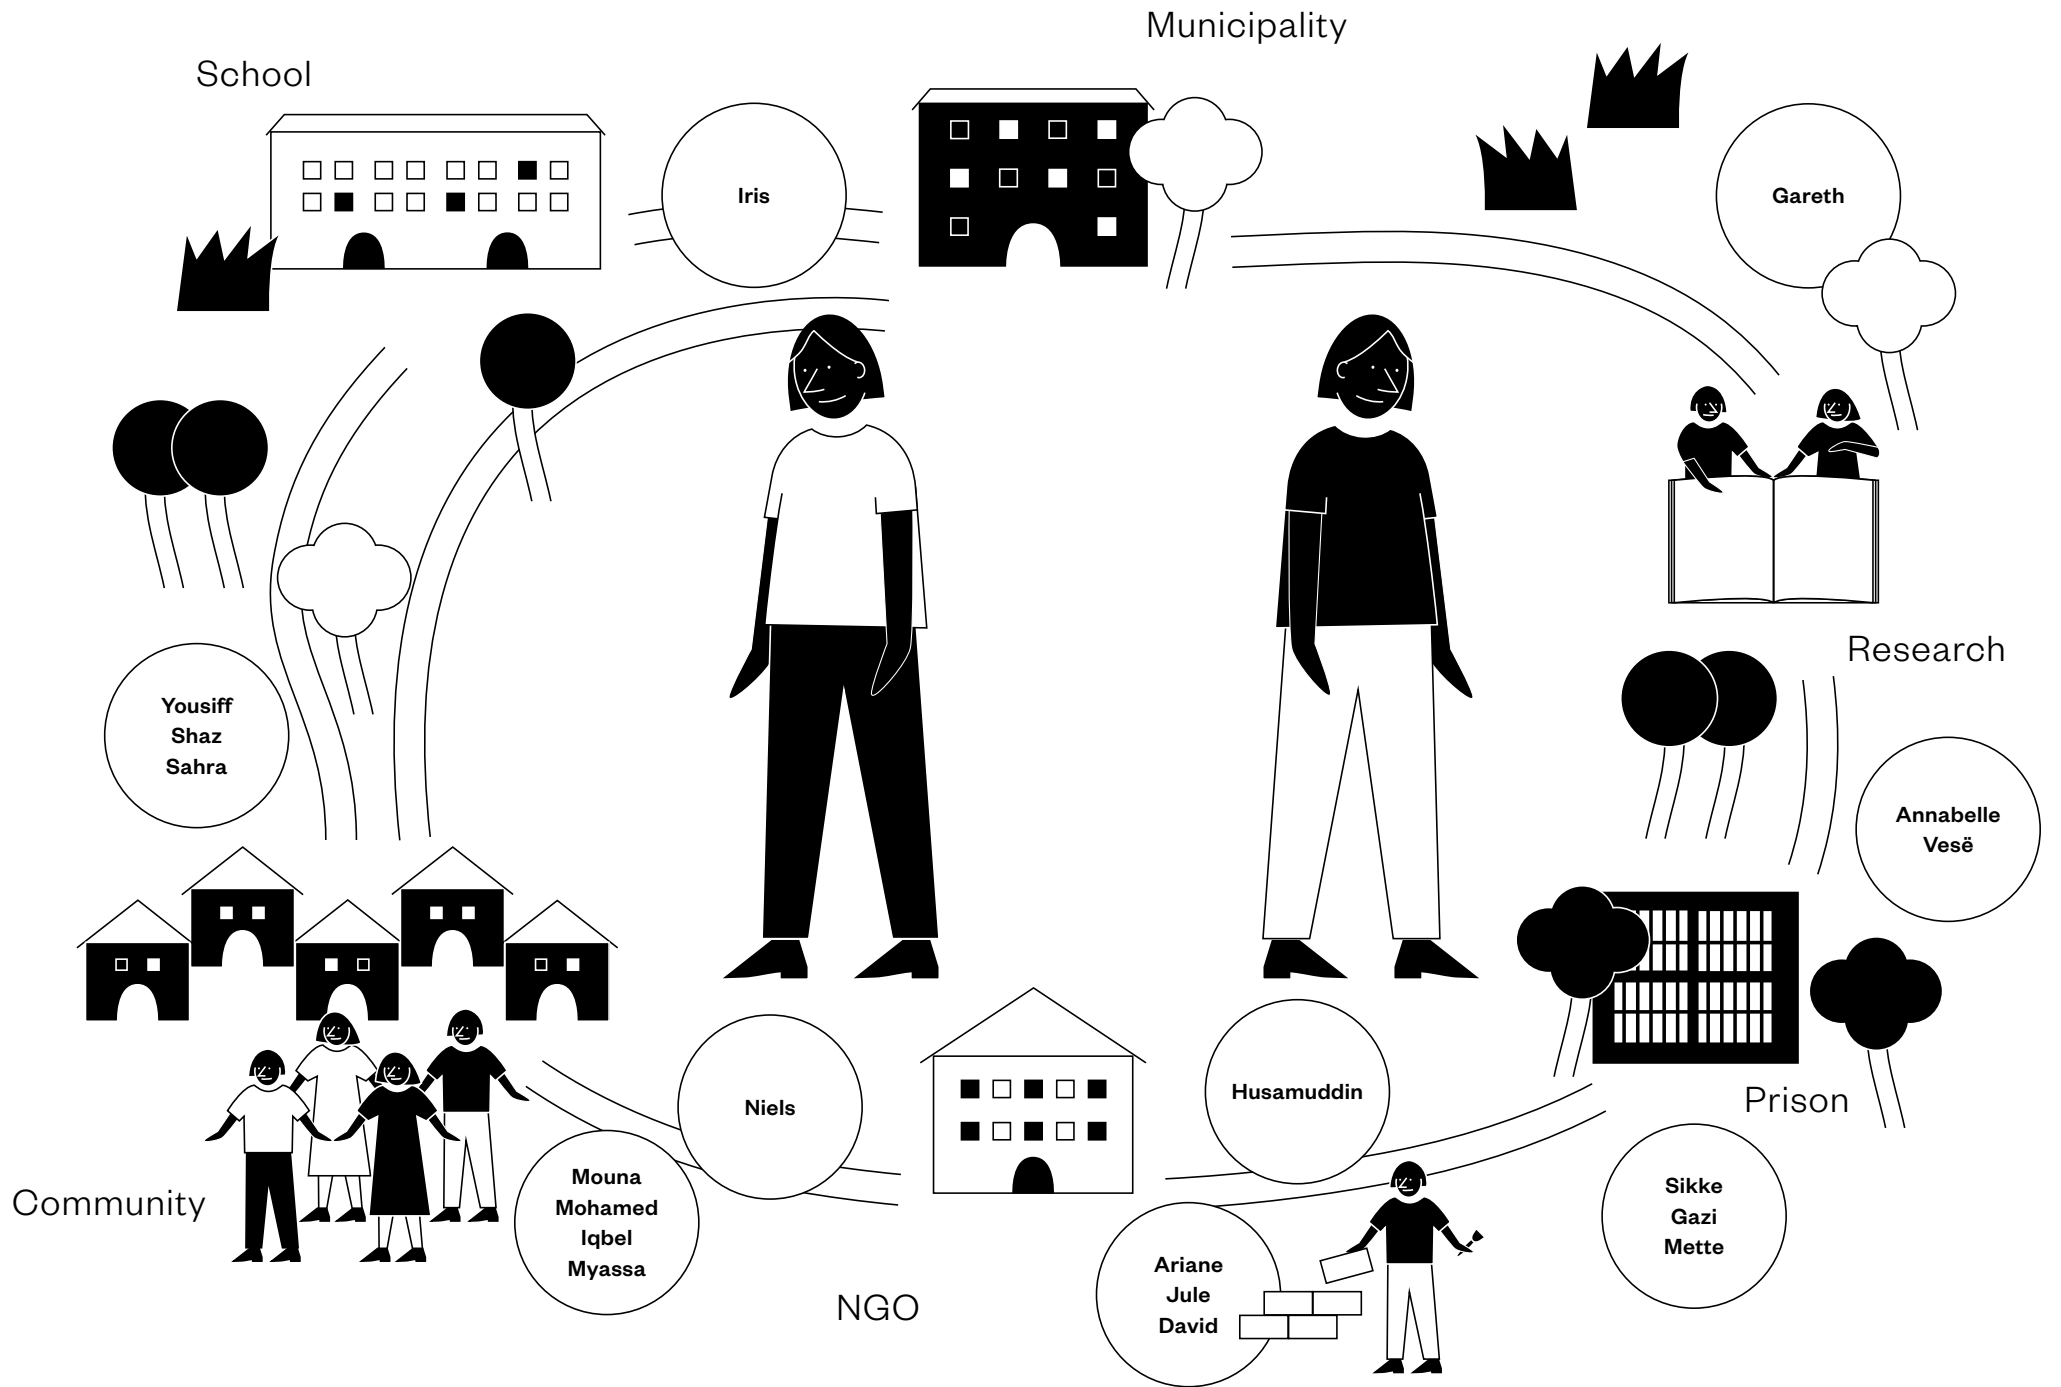 Municipality
School
Iris
Gareth
Research
Yousiff
Shaz
Sahra
Annabelle
Vesë
Community
Mouna
Mohamed
Iqbel
Myassa
Niels
NGO
Husamuddin
Ariane
Jule
David
Prison
Sikke
Gazi
Mette